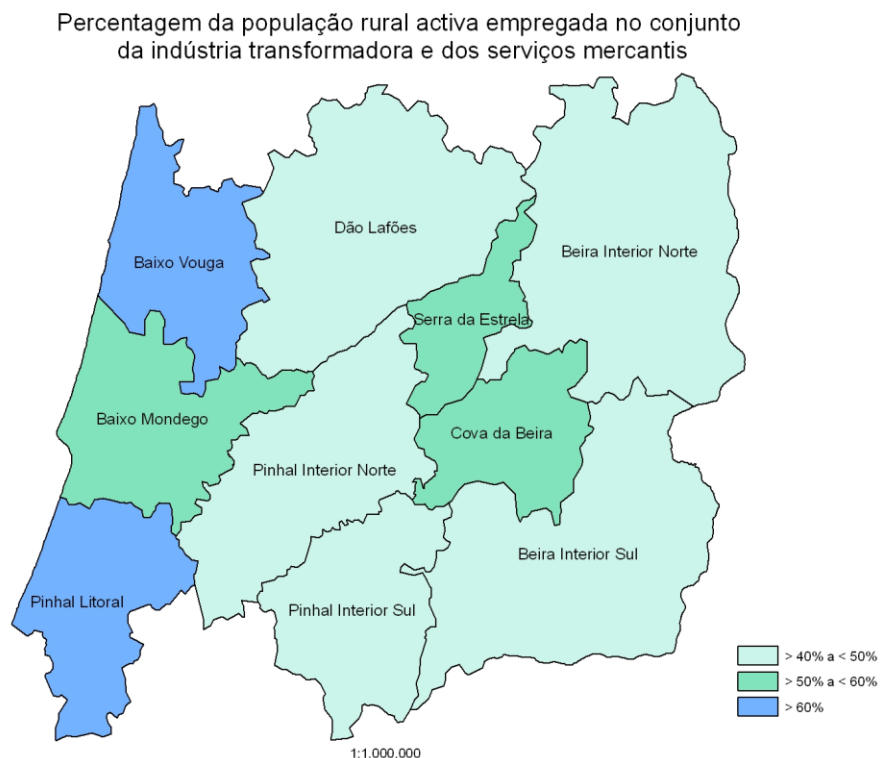 Percentagem da população rural activa empregada no conjunto
da indústria transformadora e dos serviços mercantis
Dão Lafões
Beira Interior Norte
Baixo Vouga
Serra da Estrela
Baixo Mondego
Cova da Beira
Pinhal Interior Norte
Beira Interior Sul
Pinhal Litoral
Pinhal Interior Sul
> 40% a < 50%
> 50% a < 60%
> 60%
1:1.000.000